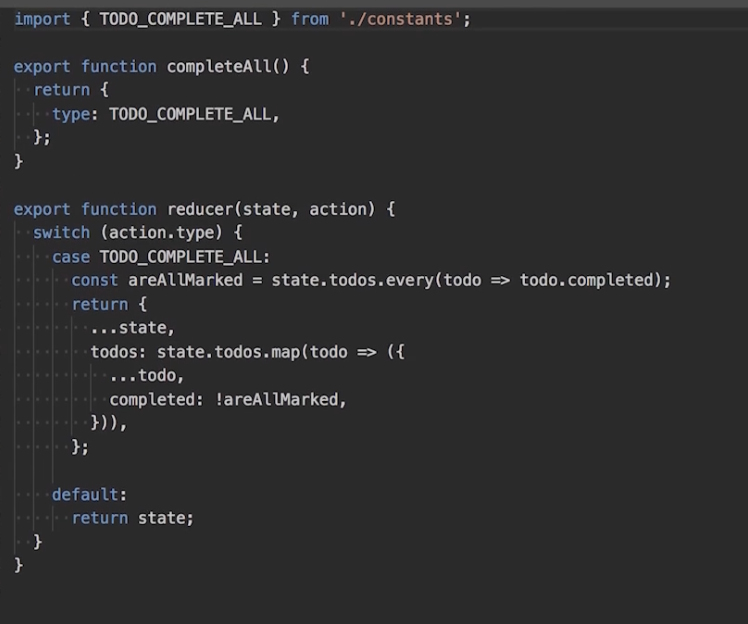 import { TODO_COMPLETE_ALL } from './constants';
export function completeAll() {
return {
type: TODO_COMPLETE_ALL,
};
}
export function reducer(state, action) {
switch (action.type) {
case TODO_COMPLETE_ALL:
const areAllMarked = state.todos.every(todo => todo.completed);
return {
...state,
todos: state.todos.map(todo => ({
...todo,
completed: !areAllMarked,
})),
};
default:
return state;
}
}